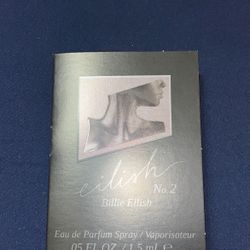 eilish
No.2
Billie Eilish
Eau de Parfum Spray / Vaporisateur
.05 FL.OZ / 1.5 ml e